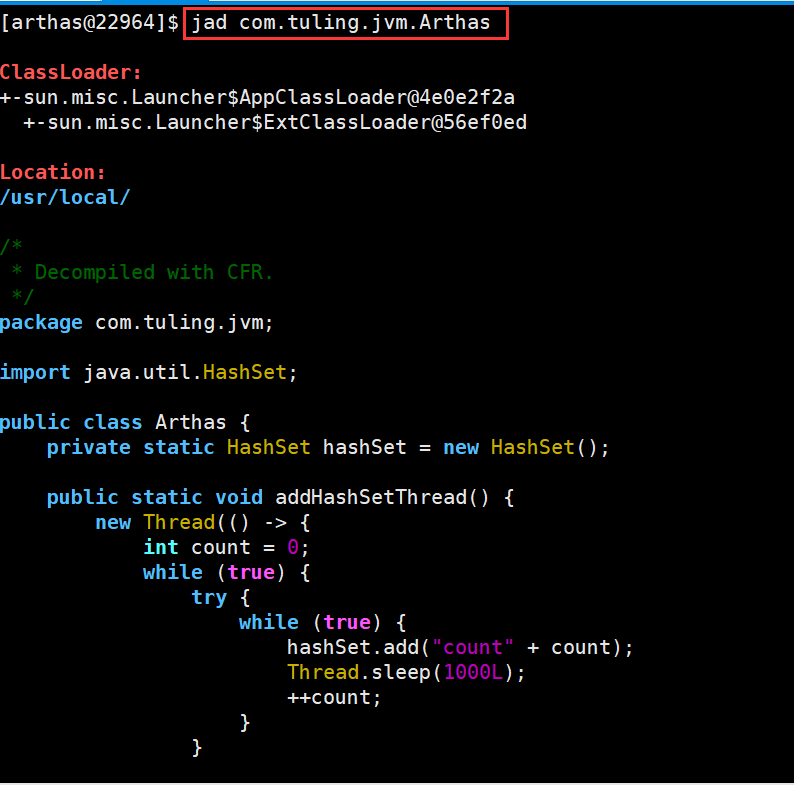 [arthas@22964]$ jad com.tuling.jvm.Arthas
ClassLoader:
+-sun.misc.Launcher$AppClassLoader@4e0e2f2a
  +-sun.misc.Launcher$ExtClassLoader@56ef0ed
Location:
/usr/local/
/*
 * Decompiled with CFR.
 */
package com.tuling.jvm;
import java.util.HashSet;
public class Arthas {
    private static HashSet hashSet = new HashSet();
    public static void addHashSetThread() {
        new Thread(() -> {
            int count = 0;
            while (true) {
                try {
                    while (true) {
                        hashSet.add("count" + count);
                        Thread.sleep(1000L);
                        ++count;
                    }
                }